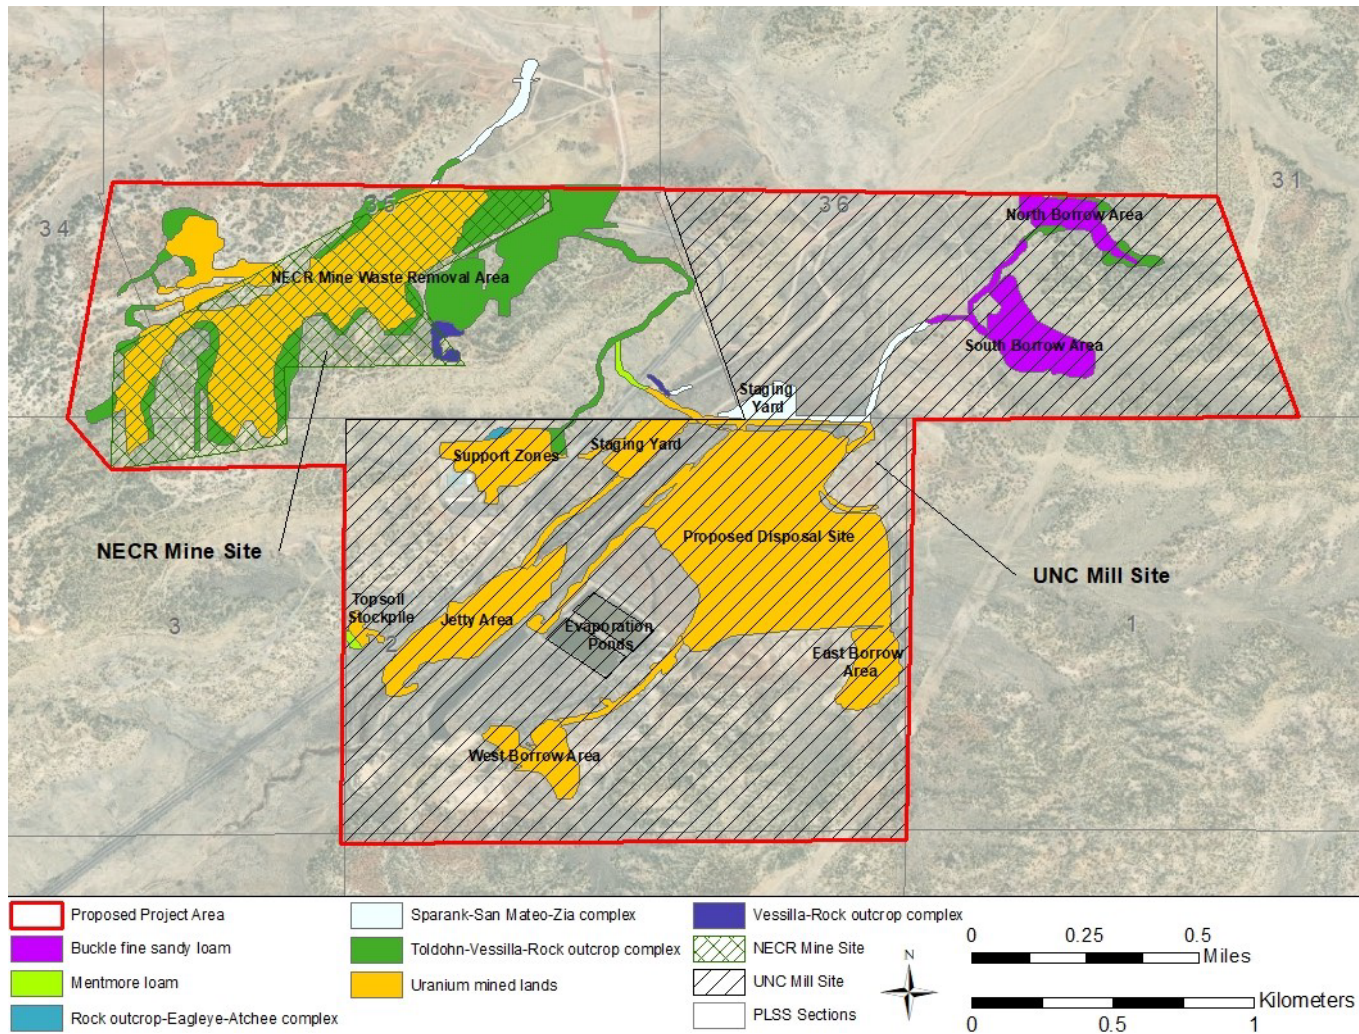 34
35
36
31
North Borrow Area
NECR Mine Waste Removal Area
South Borrow Area
Staging
Yard
Staging Yard
Support Zones
Proposed Disposal Site
NECR Mine Site
UNC Mill Site
Topsoil
Stockpile
3
2
Jetty Area
Evaporation
Ponds
1
East Borrow
Area
West Borrow Area
Proposed Project Area
Buckle fine sandy loam
Mentmore loam
Rock outcrop-Eagleye-Atchee complex
Sparank-San Mateo-Zia complex
Toldohn-Vessilla-Rock outcrop complex
Uranium mined lands
Vessilla-Rock outcrop complex
NECR Mine Site
UNC Mill Site
PLSS Sections
N
0 0.25 0.5
Miles
Kilometers
0 0.5 1